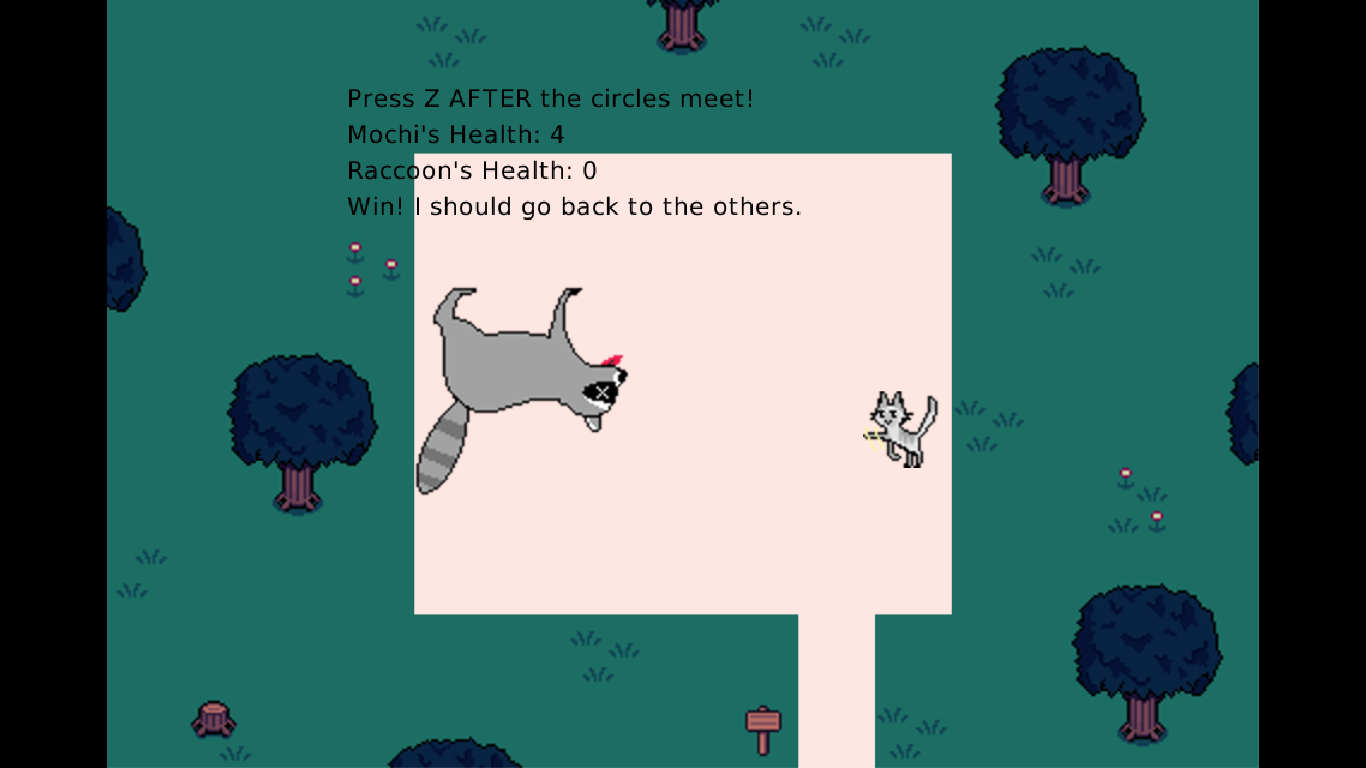 Press Z AFTER the circles meet!
Mochi's Health: 4
Raccoon's Health: 0
Win! I should go back to the others.